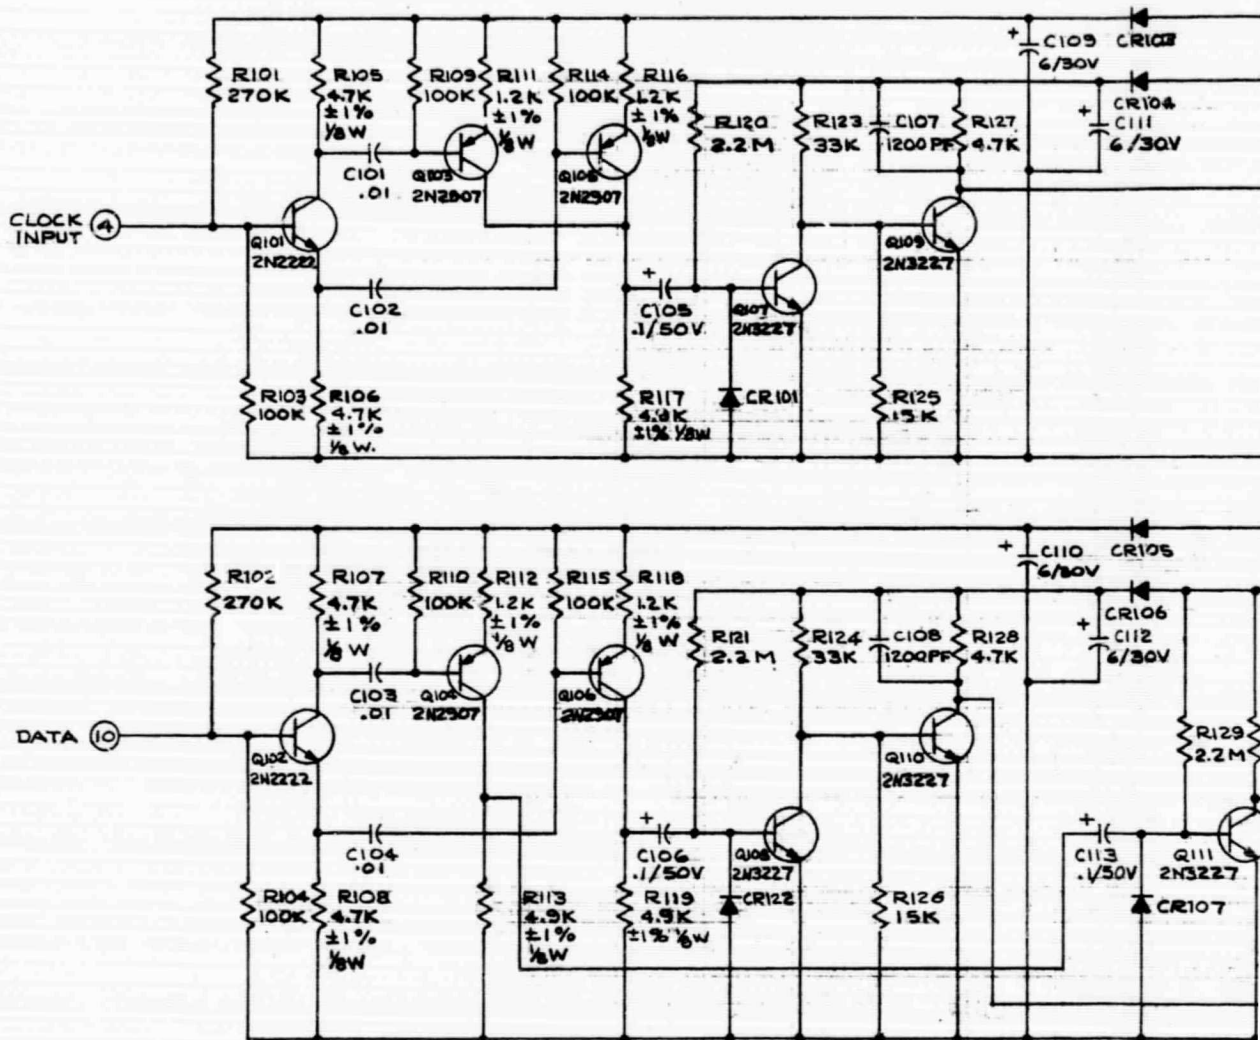 R101
270K
R105
4.7K
±1%
⅛W
R109
100K
R111
1.2K
±1%
⅛W
R114
100K
R116
1.2K
±1%
⅛W
C109
6/30V
CR103
CR104
C111
6/30V
R120
2.2M
R123
33K
C107
1200PF
R127
4.7K
C101
.01
Q103
2N2907
Q105
2N2907
CLOCK
INPUT
4
Q101
2N2222
Q109
2N3227
C102
.01
C105
.1/50V
Q107
2N3227
R103
100K
R106
4.7K
±1%
⅛ W.
R117
4.9K
±1% ⅛W
CR101
R125
15K
R102
270K
R107
4.7K
±1%
⅛ W
R110
100K
R112
1.2K
±1%
⅛ W
R115
100K
R118
1.2K
±1%
⅛ W
C110
6/30V
CR105
CR106
C112
6/30V
R121
2.2M
R124
33K
C108
1200PF
R128
4.7K
C103
.01
Q104
2N2907
Q106
2N2907
R129
2.2M
DATA
10
Q102
2N2222
Q110
2N3227
C104
.01
C106
.1/50V
Q108
2N3227
C113
.1/50V
Q111
2N3227
R104
100K
R108
4.7K
±1%
⅛W
R113
4.9K
±1%
⅛W
R119
4.9K
±1% ⅛W
CR122
R126
15K
CR107